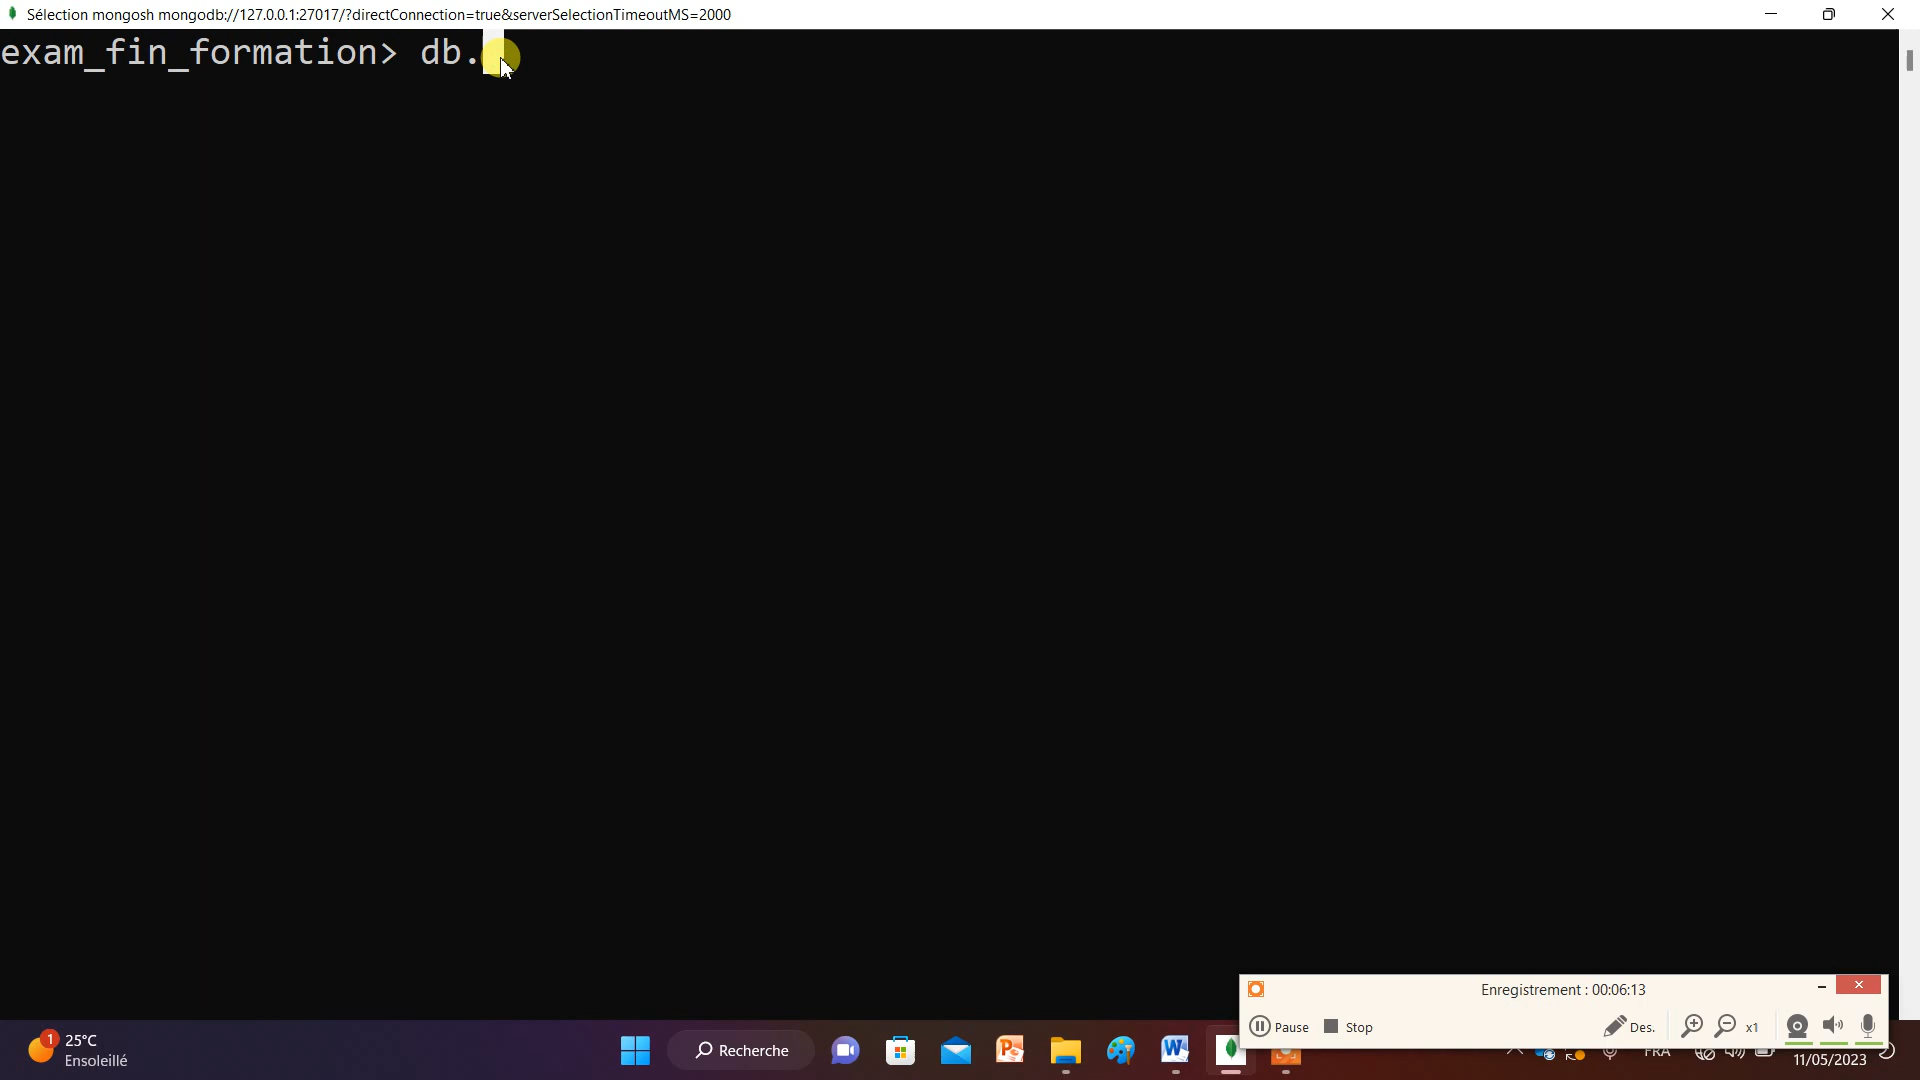 Sélection mongosh mongodb://127.0.0.1:27017/?directConnection=true&serverSelectionTimeoutMS=2000
exam_fin_formation> db.
Enregistrement : 00:06:13
Pause
Stop
Des.
x1
1
25°C
Ensoleillé
Recherche
FRA
11/05/2023